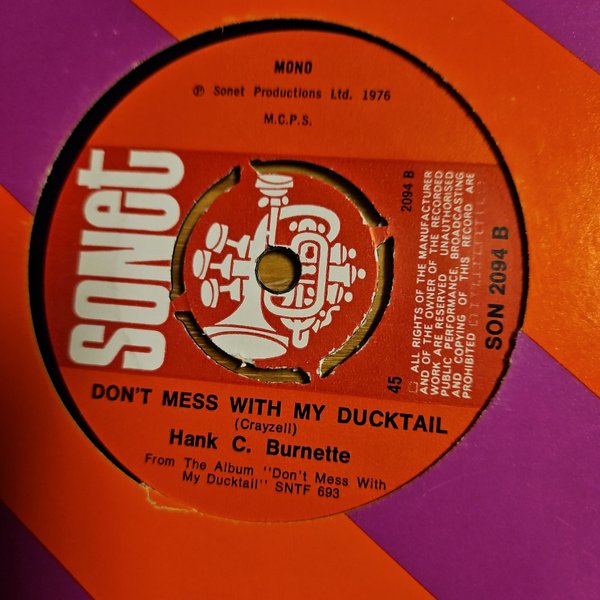 MONO
℗ Sonet Productions Ltd. 1976
M.C.P.S.
SONET
2094 B
ALL RIGHTS OF THE MANUFACTURER
AND OF THE OWNER OF THE RECORDED
WORK ARE RESERVED UNAUTHORISED
PUBLIC PERFORMANCE, BROADCASTING
AND COPYING OF THIS RECORD ARE
PROHIBITED
SON 2094 B
45
DON'T MESS WITH MY DUCKTAIL
(Crayzell)
Hank C. Burnette
From The Album "Don't Mess With
My Ducktail" SNTF 693